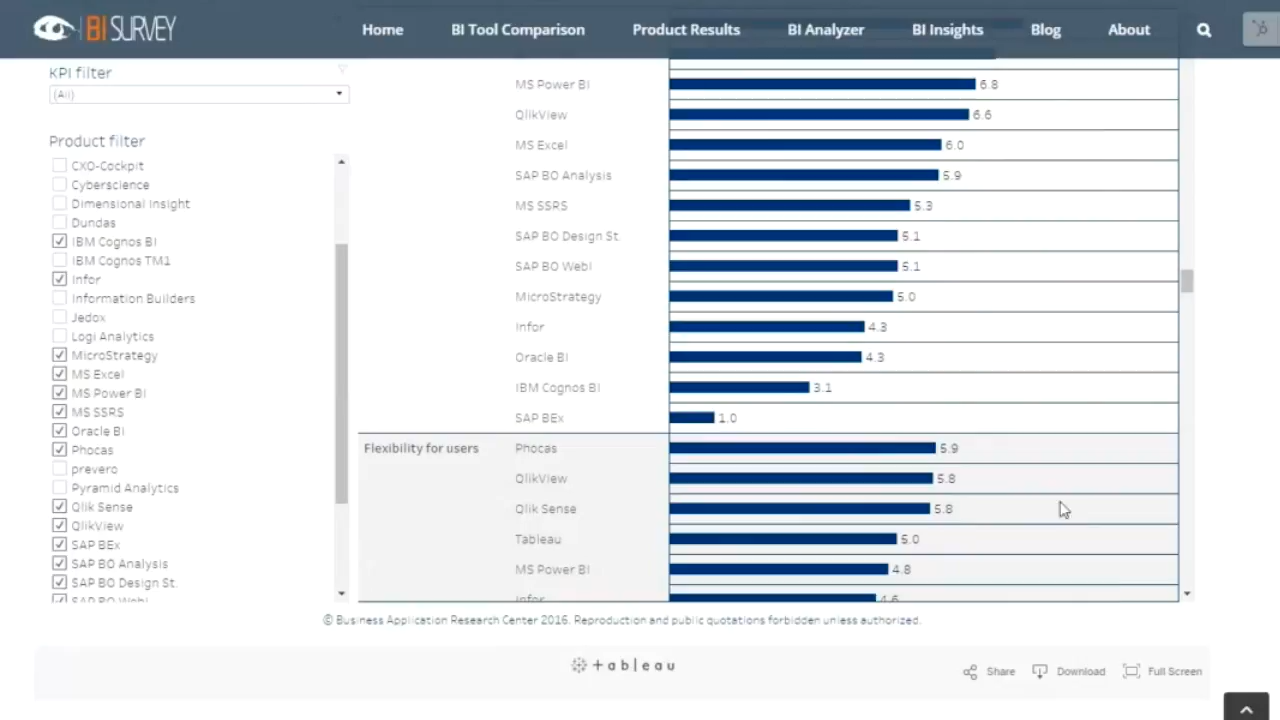 BI SURVEY
Home BI Tool Comparison Product Results BI Analyzer BI Insights Blog About
KPI filter
(All)
Product filter
CXO-Cockpit
Cyberscience
Dimensional Insight
Dundas
IBM Cognos BI
IBM Cognos TM1
Infor
Information Builders
Jedox
Logi Analytics
MicroStrategy
MS Excel
MS Power BI
MS SSRS
Oracle BI
Phocas
prevero
Pyramid Analytics
Qlik Sense
QlikView
SAP BEx
SAP BO Analysis
SAP BO Design St.
SAP BO WebI
MS Power BI 6.8
QlikView 6.6
MS Excel 6.0
SAP BO Analysis 5.9
MS SSRS 5.3
SAP BO Design St. 5.1
SAP BO WebI 5.1
MicroStrategy 5.0
Infor 4.3
Oracle BI 4.3
IBM Cognos BI 3.1
SAP BEx 1.0
Flexibility for users Phocas 5.9
QlikView 5.8
Qlik Sense 5.8
Tableau 5.0
MS Power BI 4.8
Infor 4.6
© Business Application Research Center 2016. Reproduction and public quotations forbidden unless authorized.
+ableau
Share Download Full Screen